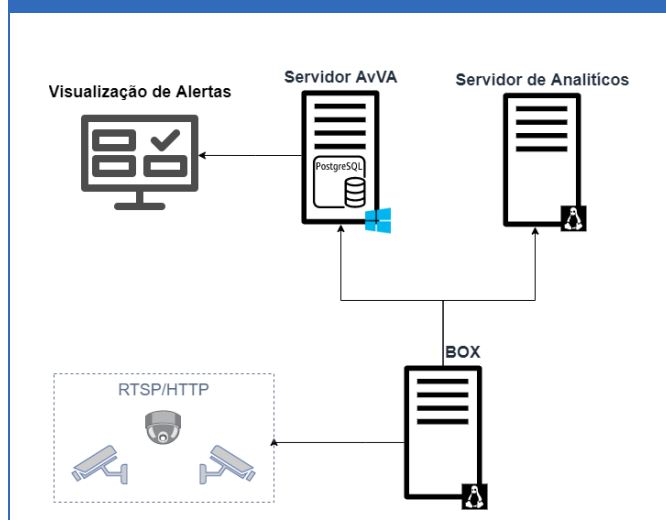 Servidor AvVA
Servidor de Analitícos
Visualização de Alertas
PostgreSQL
BOX
RTSP/HTTP